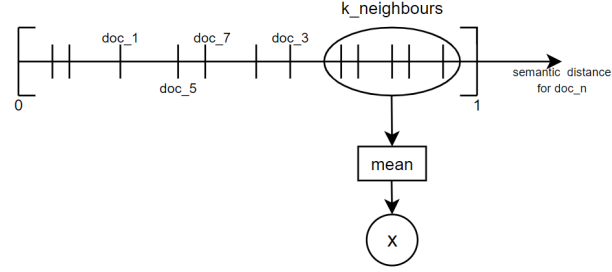 k_neighbours
doc_1
doc_7
doc_3
doc_5
0
1
semantic distance
for doc_n
mean
x